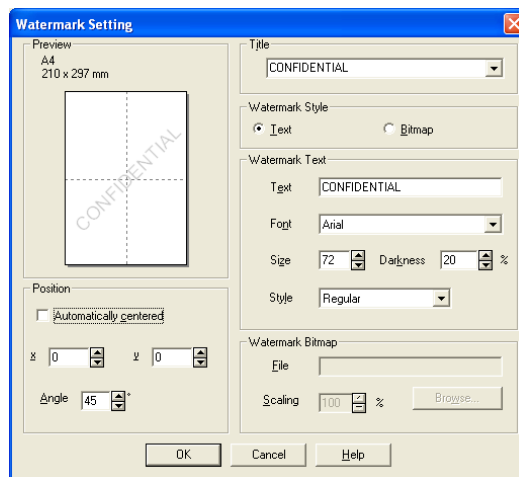 Watermark Setting
Preview
A4
210 x 297 mm
CONFIDENTIAL
Position
Automatically centered
x 0 y 0
Angle 45 °
Title
CONFIDENTIAL
Watermark Style
Text Bitmap
Watermark Text
Text CONFIDENTIAL
Font Arial
Size 72 Darkness 20 %
Style Regular
Watermark Bitmap
File
Scaling 100 % Browse...
OK Cancel Help